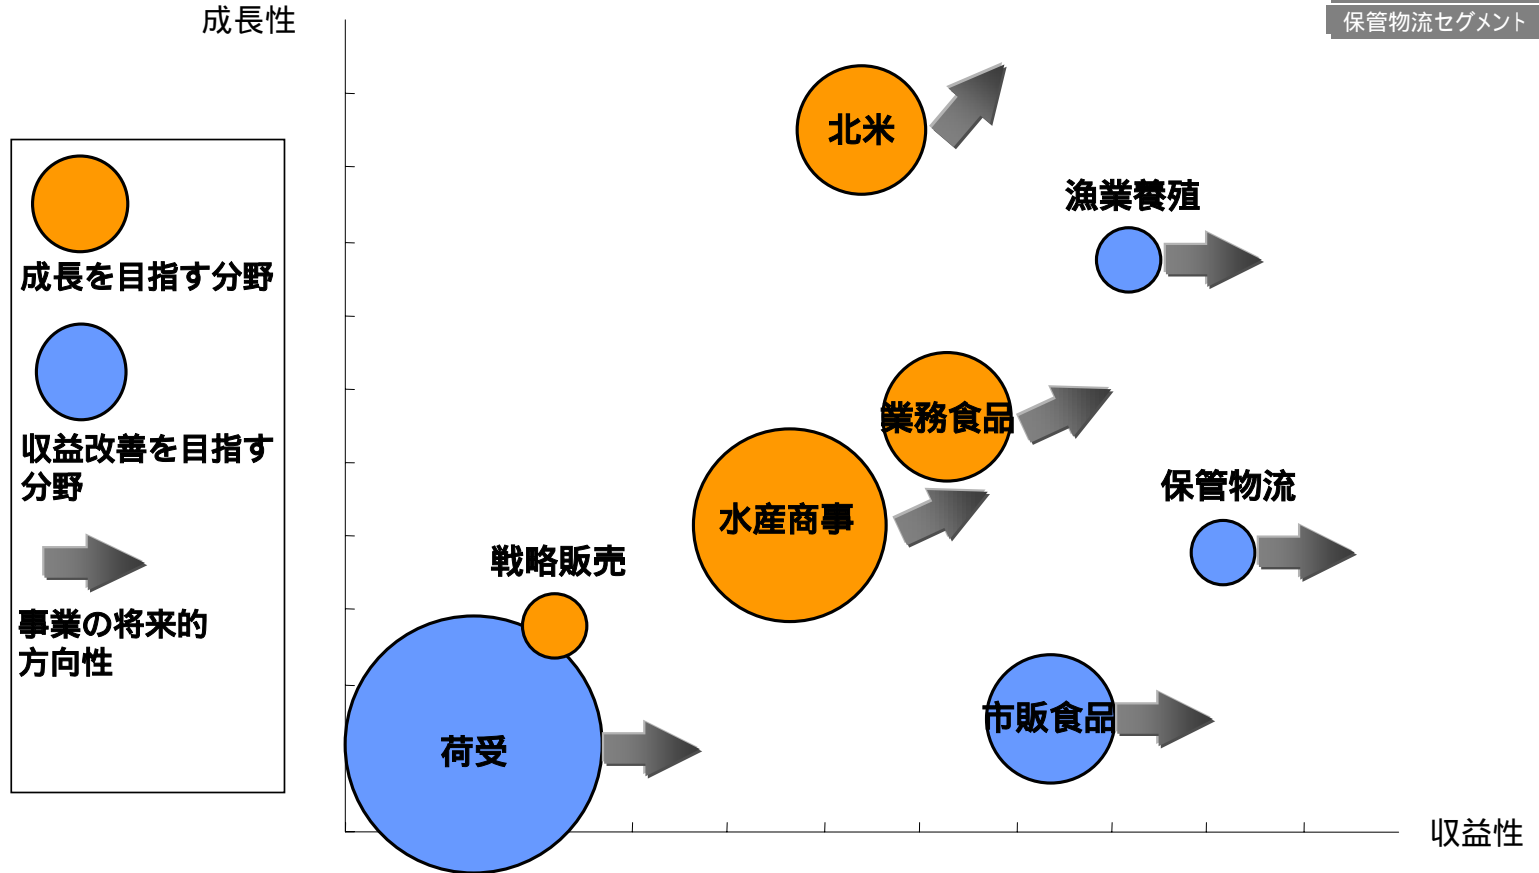 成長性
保管物流セグメント
北米
漁業養殖
成長を目指す分野
業務食品
収益改善を目指す
分野
保管物流
水産商事
戦略販売
事業の将来的
方向性
市販食品
荷受
収益性